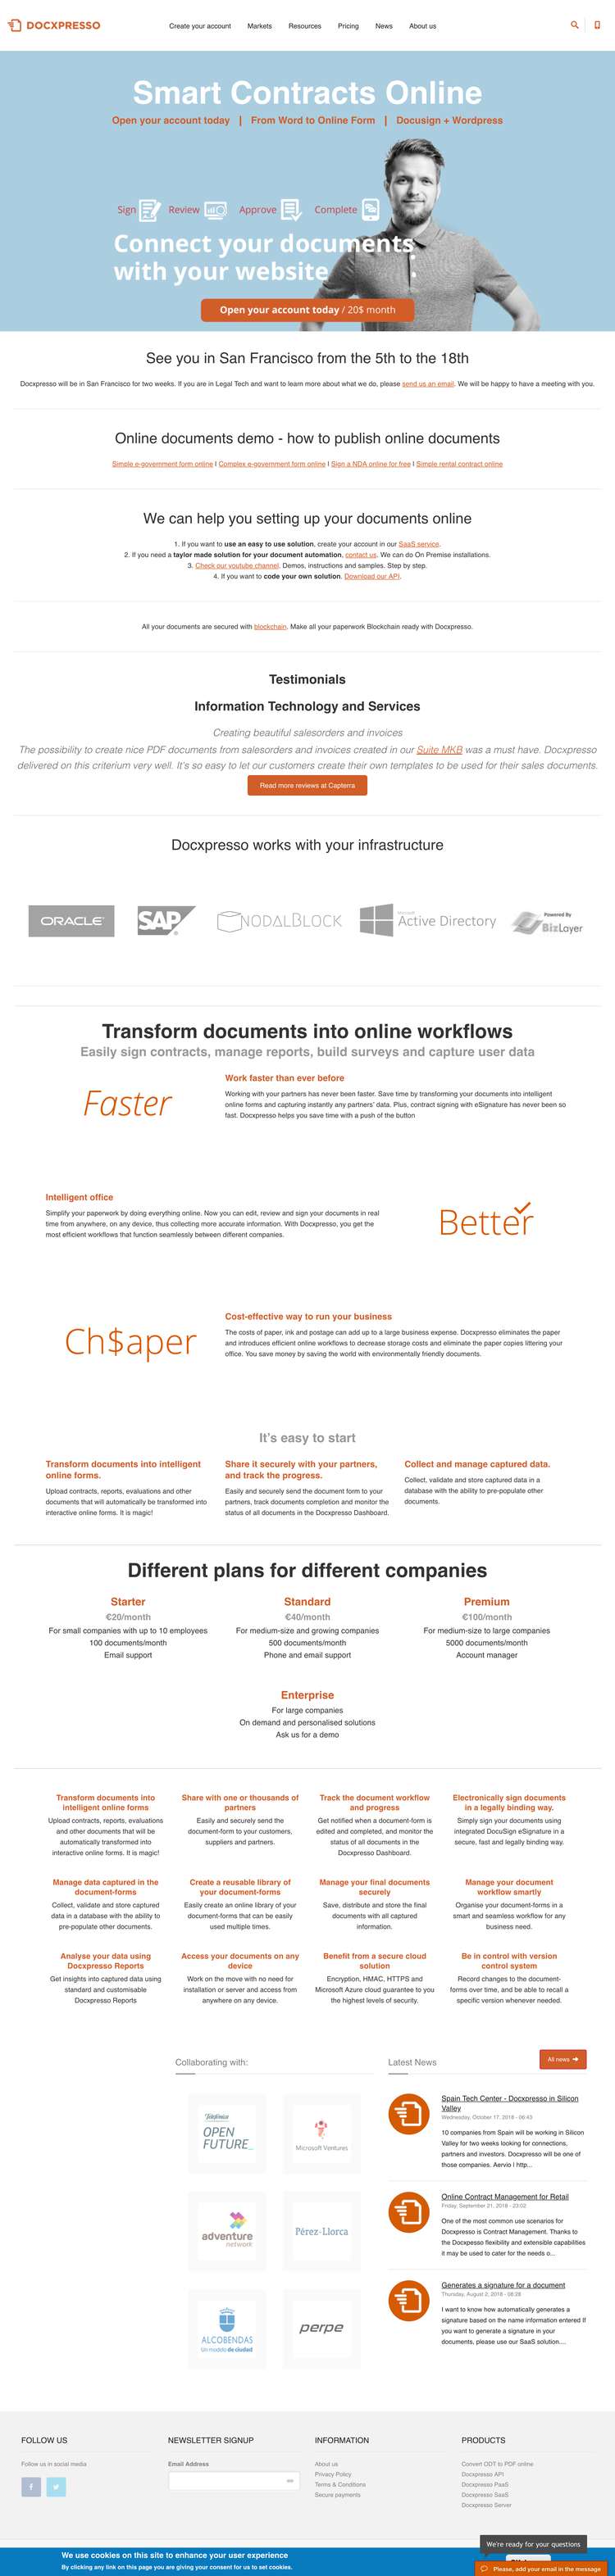 DOCXPRESSO
Create your account Markets Resources Pricing News About us
Smart Contracts Online
Open your account today | From Word to Online Form | Docusign + Wordpress
Sign Review Approve Complete
Connect your documents
with your website
Open your account today / 20$ month
See you in San Francisco from the 5th to the 18th
Docxpresso will be in San Francisco for two weeks. If you are in Legal Tech and want to learn more about what we do, please send us an email. We will be happy to have a meeting with you.
Online documents demo - how to publish online documents
Simple e-government form online | Complex e-government form online | Sign a NDA online for free | Simple rental contract online
We can help you setting up your documents online
1. If you want to use an easy to use solution, create your account in our SaaS service.
2. If you need a taylor made solution for your document automation, contact us. We can do On Premise installations.
3. Check our youtube channel. Demos, instructions and samples. Step by step.
4. If you want to code your own solution. Download our API.
All your documents are secured with blockchain. Make all your paperwork Blockchain ready with Docxpresso.
Testimonials
Information Technology and Services
Creating beautiful salesorders and invoices
The possibility to create nice PDF documents from salesorders and invoices created in our Suite MKB was a must have. Docxpresso
delivered on this criterium very well. It's so easy to let our customers create their own templates to be used for their sales documents.
Read more reviews at Capterra
Docxpresso works with your infrastructure
ORACLE SAP NODALBLOCK Microsoft Active Directory Powered By BizLayer
Transform documents into online workflows
Easily sign contracts, manage reports, build surveys and capture user data
Faster
Work faster than ever before
Working with your partners has never been faster. Save time by transforming your documents into intelligent
online forms and capturing instantly any partners' data. Plus, contract signing with eSignature has never been so
fast. Docxpresso helps you save time with a push of the button
Intelligent office
Simplify your paperwork by doing everything online. Now you can edit, review and sign your documents in real
time from anywhere, on any device, thus collecting more accurate information. With Docxpresso, you get the
most efficient workflows that function seamlessly between different companies.
Better
Ch$aper
Cost-effective way to run your business
The costs of paper, ink and postage can add up to a large business expense. Docxpresso eliminates the paper
and introduces efficient online workflows to decrease storage costs and eliminate the paper copies littering your
office. You save money by saving the world with environmentally friendly documents.
It's easy to start
Transform documents into intelligent
online forms.
Upload contracts, reports, evaluations and other
documents that will automatically be transformed into
interactive online forms. It is magic!
Share it securely with your partners,
and track the progress.
Easily and securely send the document form to your
partners, track documents completion and monitor the
status of all documents in the Docxpresso Dashboard.
Collect and manage captured data.
Collect, validate and store captured data in a
database with the ability to pre-populate other
documents.
Different plans for different companies
Starter
€20/month
For small companies with up to 10 employees
100 documents/month
Email support
Standard
€40/month
For medium-size and growing companies
500 documents/month
Phone and email support
Premium
€100/month
For medium-size to large companies
5000 documents/month
Account manager
Enterprise
For large companies
On demand and personalised solutions
Ask us for a demo
Transform documents into
intelligent online forms
Upload contracts, reports, evaluations
and other documents that will be
automatically transformed into
interactive online forms. It is magic!
Share with one or thousands of
partners
Easily and securely send the
document-form to your customers,
suppliers and partners.
Track the document workflow
and progress
Get notified when a document-form is
edited and completed, and monitor the
status of all documents in the
Docxpresso Dashboard.
Electronically sign documents
in a legally binding way.
Simply sign your documents using
integrated DocuSign eSignature in a
secure, fast and legally binding way.
Manage data captured in the
document-forms
Collect, validate and store captured
data in a database with the ability to
pre-populate other documents.
Create a reusable library of
your document-forms
Easily create an online library of your
document-forms that can be easily
used multiple times.
Manage your final documents
securely
Save, distribute and store the final
documents with all captured
information.
Manage your document
workflow smartly
Organise your document-forms in a
smart and seamless workflow for any
business need.
Analyse your data using
Docxpresso Reports
Get insights into captured data using
standard and customisable
Docxpresso Reports
Access your documents on any
device
Work on the move with no need for
installation or server and access from
anywhere on any device.
Benefit from a secure cloud
solution
Encryption, HMAC, HTTPS and
Microsoft Azure cloud guarantee to you
the highest levels of security.
Be in control with version
control system
Record changes to the document-
forms over time, and be able to recall a
specific version whenever needed.
Collaborating with:
Telefónica
OPEN
FUTURE_
Microsoft Ventures
adventure
network
Pérez-Llorca
ALCOBENDAS
Un modelo de ciudad
perpe
Latest News
All news
Spain Tech Center - Docxpresso in Silicon
Valley
Wednesday, October 17, 2018 - 06:43
10 companies from Spain will be working in Silicon
Valley for two weeks looking for connections,
partners and investors. Docxpresso will be one of
those companies. Aervio | http...
Online Contract Management for Retail
Friday, September 21, 2018 - 23:02
One of the most common use scenarios for
Docxpresso is Contract Management. Thanks to
the Docxpresso flexibility and extensible capabilities
it may be used to cater for the needs o...
Generates a signature for a document
Thursday, August 2, 2018 - 08:28
I want to know how automatically generates a
signature based on the name information entered If
you want to generate a signature in your
documents, please use our SaaS solution....
FOLLOW US
Follow us in social media
NEWSLETTER SIGNUP
Email Address
INFORMATION
About us
Privacy Policy
Terms & Conditions
Secure payments
PRODUCTS
Convert ODT to PDF online
Docxpresso API
Docxpresso PaaS
Docxpresso SaaS
Docxpresso Server
We use cookies on this site to enhance your user experience
By clicking any link on this page you are giving your consent for us to set cookies.
We're ready for your questions
Please, add your email in the message